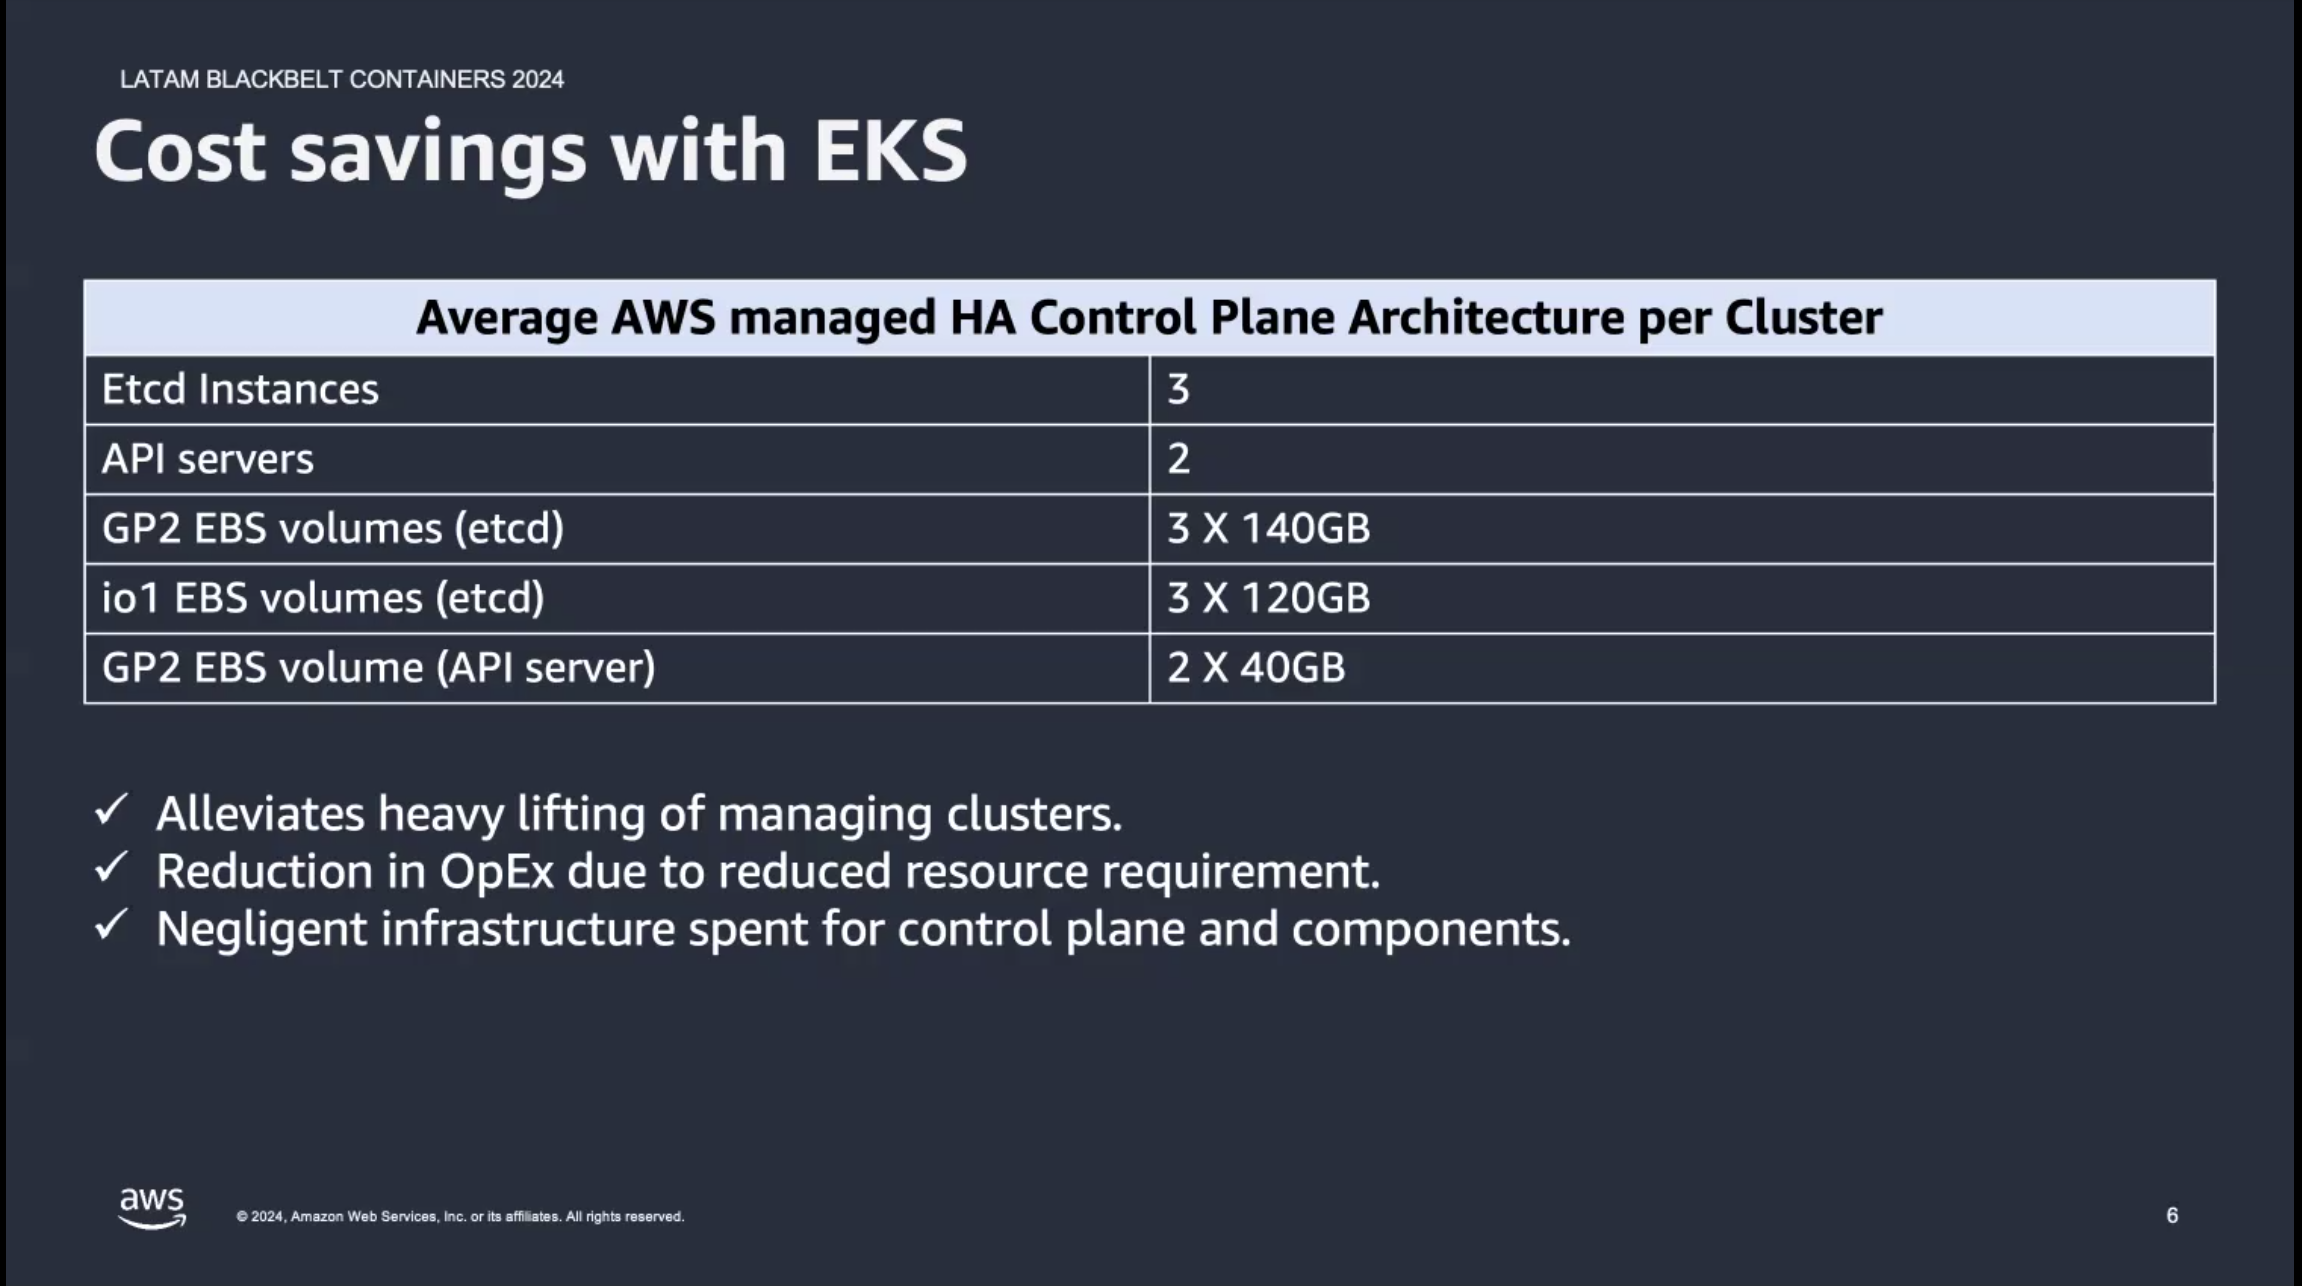 LATAM BLACKBELT CONTAINERS 2024
Cost savings with EKS
Average AWS managed HA Control Plane Architecture per Cluster
Etcd Instances 3
API servers 2
GP2 EBS volumes (etcd) 3 X 140GB
io1 EBS volumes (etcd) 3 X 120GB
GP2 EBS volume (API server) 2 X 40GB
✓ Alleviates heavy lifting of managing clusters.
✓ Reduction in OpEx due to reduced resource requirement.
✓ Negligent infrastructure spent for control plane and components.
aws
© 2024, Amazon Web Services, Inc. or its affiliates. All rights reserved.
6